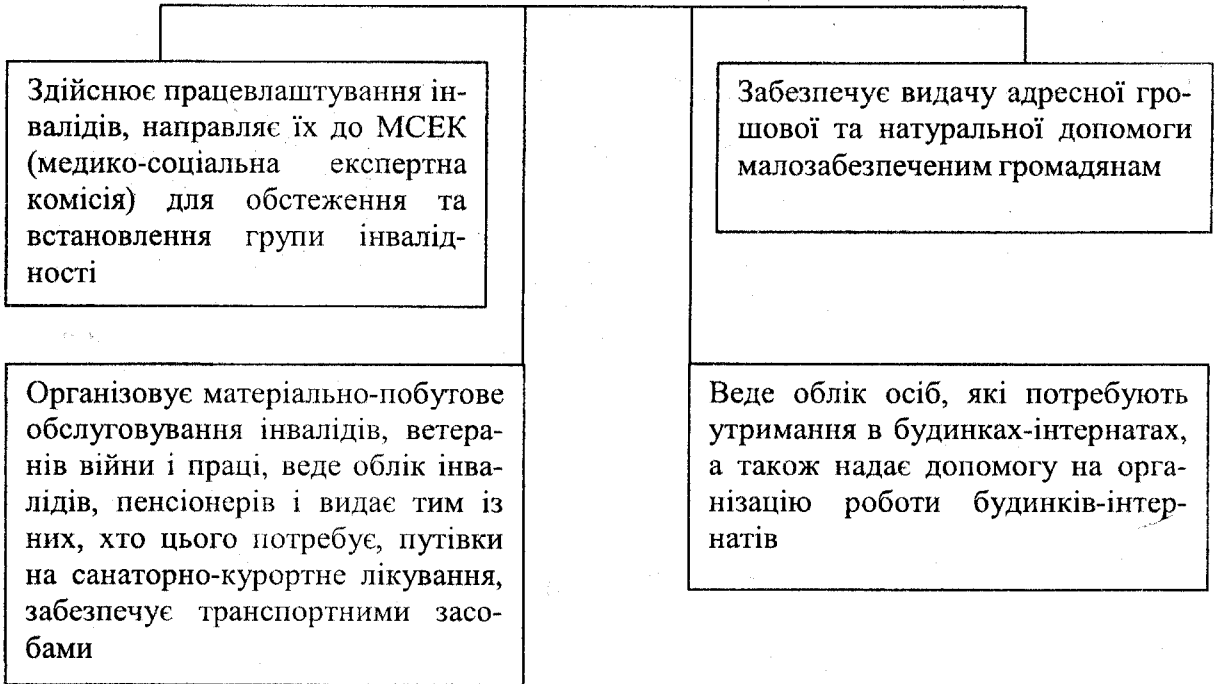 Здійснює працевлаштування ін-
валідів, направляє їх до МСЕК
(медико-соціальна експертна
комісія) для обстеження та
встановлення групи інвалід-
ності
Забезпечує видачу адресної гро-
шової та натуральної допомоги
малозабезпеченим громадянам
Організовує матеріально-побутове
обслуговування інвалідів, ветера-
нів війни і праці, веде облік інва-
лідів, пенсіонерів і видає тим із
них, хто цього потребує, путівки
на санаторно-курортне лікування,
забезпечує транспортними засо-
бами
Веде облік осіб, які потребують
утримання в будинках-інтернатах,
а також надає допомогу на орга-
нізацію роботи будинків-інтер-
натів